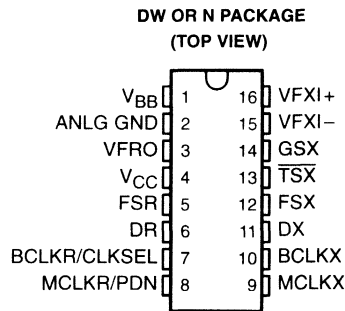 DW OR N PACKAGE
(TOP VIEW)
VBB 1 16 VFXI+
ANLG GND 2 15 VFXI−
VFRO 3 14 GSX
VCC 4 13 T̅S̅X̅
FSR 5 12 FSX
DR 6 11 DX
BCLKR/CLKSEL 7 10 BCLKX
MCLKR/PDN 8 9 MCLKX